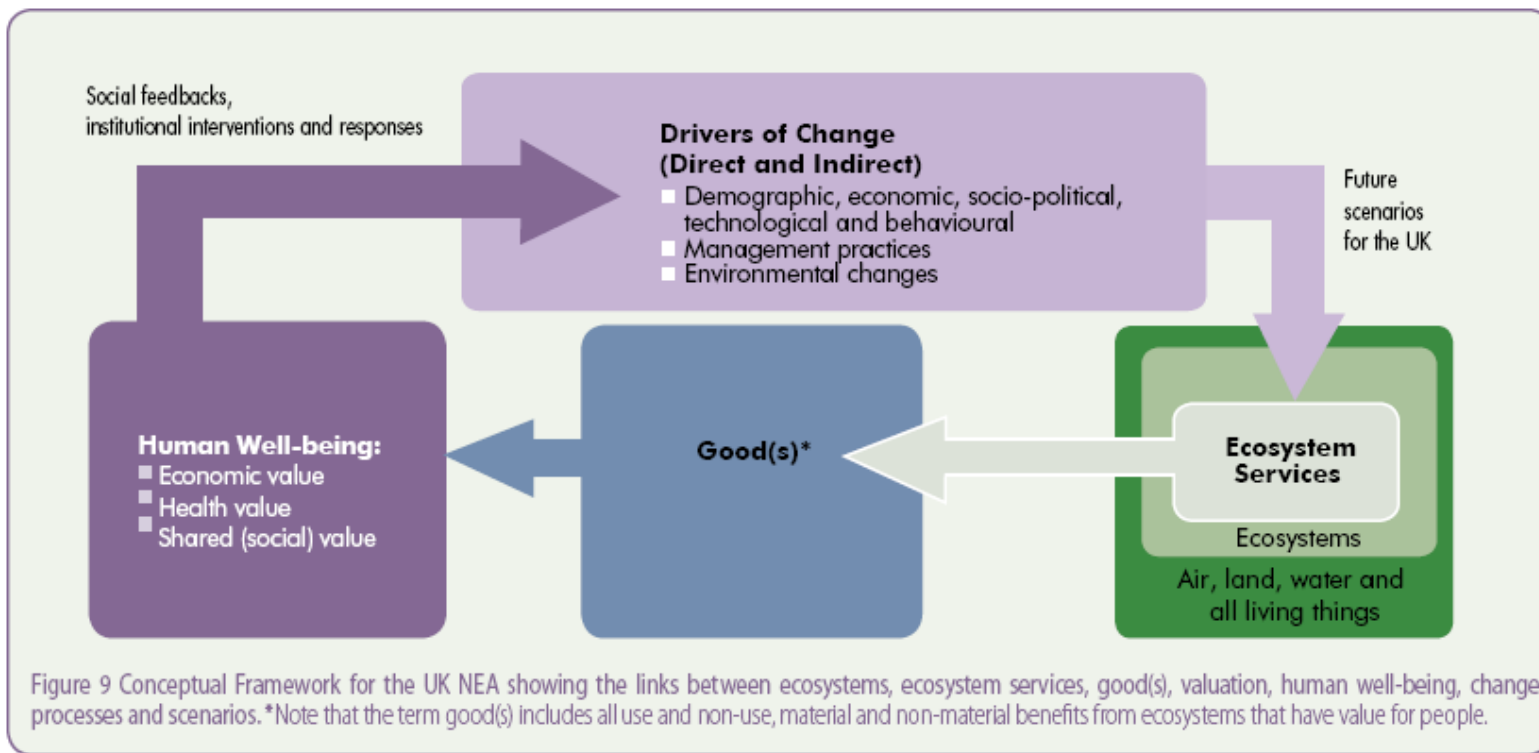 Social feedbacks,
institutional interventions and responses
Drivers of Change
(Direct and Indirect)
Demographic, economic, socio-political,
technological and behavioural
Management practices
Environmental changes
Future
scenarios
for the UK
Human Well-being:
Economic value
Health value
Shared (social) value
Good(s)*
Ecosystem
Services
Ecosystems
Air, land, water and
all living things
Figure 9 Conceptual Framework for the UK NEA showing the links between ecosystems, ecosystem services, good(s), valuation, human well-being, change
processes and scenarios. *Note that the term good(s) includes all use and non-use, material and non-material benefits from ecosystems that have value for people.